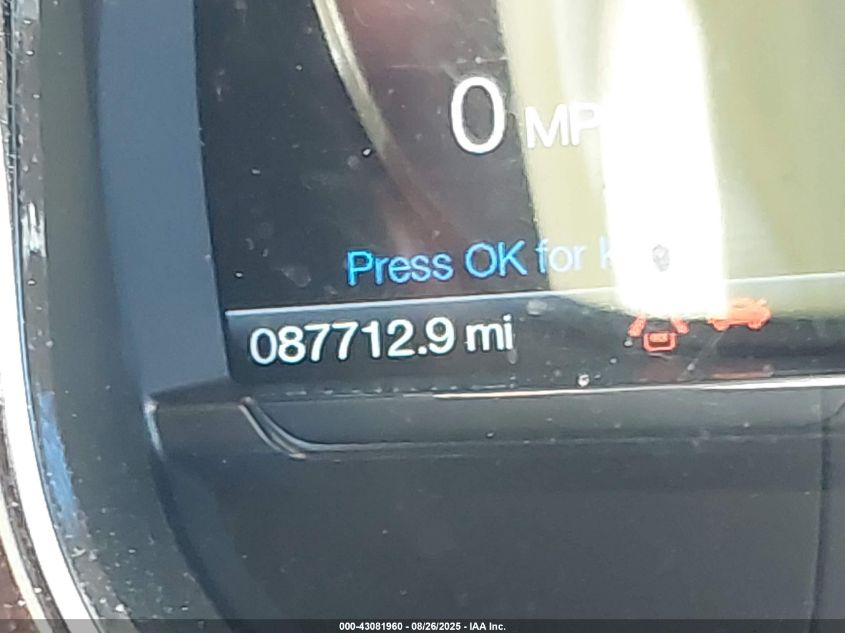 0 MP
Press OK for
087712.9 mi
000-43081960 - 08/26/2025 - IAA Inc.